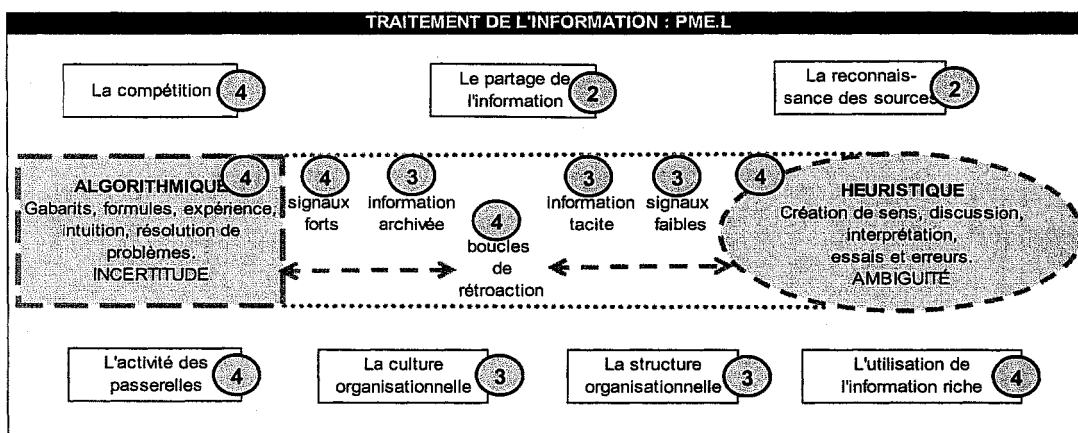 TRAITEMENT DE L'INFORMATION : PME.L
La compétition
4
Le partage de
l'information
2
La reconnais-
sance des sources
2
ALGORITHMIQUE
4
Gabarits, formules, expérience,
intuition, résolution de
problèmes.
INCERTITUDE
4
signaux
forts
3
information
archivée
4
boucles
de
rétroaction
3
information
tacite
3
signaux
faibles
4
HEURISTIQUE
Création de sens, discussion,
interprétation,
essais et erreurs.
AMBIGUITÉ
L'activité des
passerelles
4
La culture
organisationnelle
3
La structure
organisationnelle
3
L'utilisation de
l'information riche
4